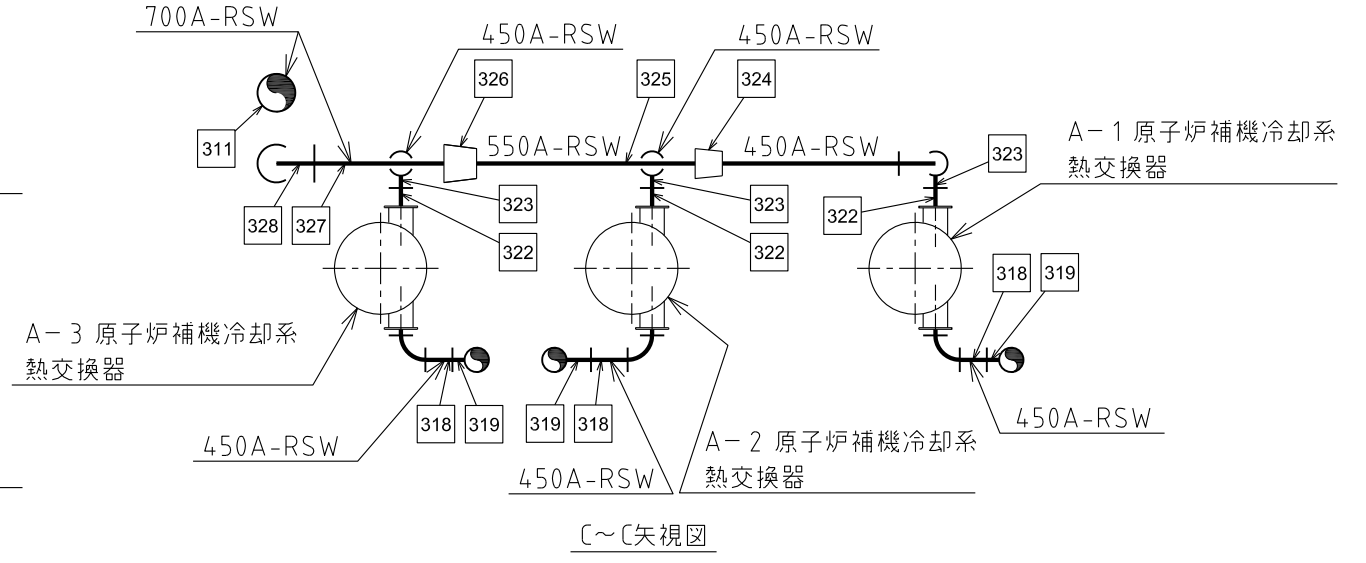 700A-RSW
450A-RSW
450A-RSW
326
325
324
311
550A-RSW
450A-RSW
A-1 原子炉補機冷却系
熱交換器
323
328
327
323
322
323
322
322
318
319
A-3 原子炉補機冷却系
熱交換器
318
319
319
318
450A-RSW
450A-RSW
450A-RSW
A-2 原子炉補機冷却系
熱交換器
C～C矢視図